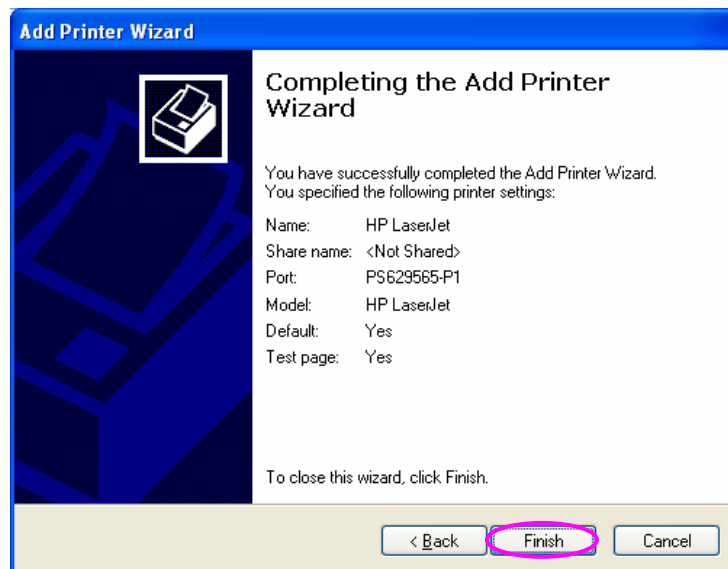 Add Printer Wizard
Completing the Add Printer
Wizard
You have successfully completed the Add Printer Wizard.
You specified the following printer settings:
Name: HP LaserJet
Share name: <Not Shared>
Port: PS629565-P1
Model: HP LaserJet
Default: Yes
Test page: Yes
To close this wizard, click Finish.
< Back Finish Cancel